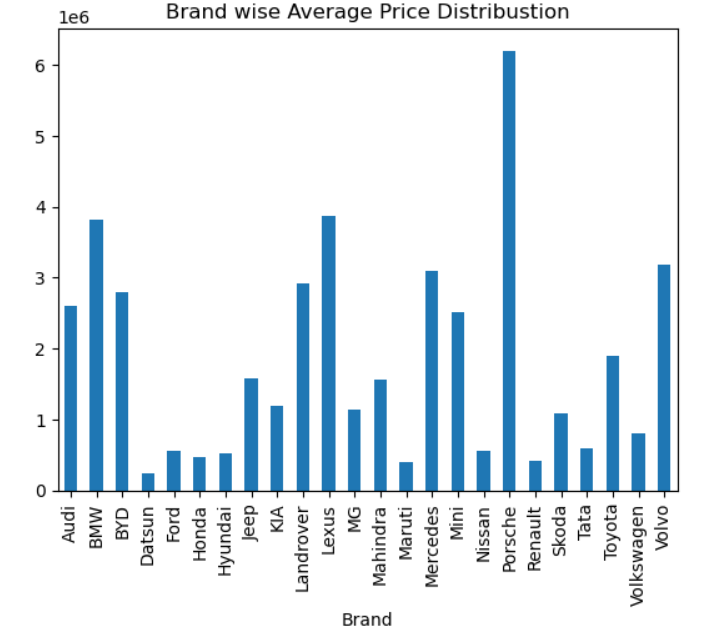 Brand wise Average Price Distribustion
1e6
6
5
4
3
2
1
0
Audi
BMW
BYD
Datsun
Ford
Honda
Hyundai
Jeep
KIA
Landrover
Lexus
MG
Mahindra
Maruti
Mercedes
Mini
Nissan
Porsche
Renault
Skoda
Tata
Toyota
Volkswagen
Volvo
Brand